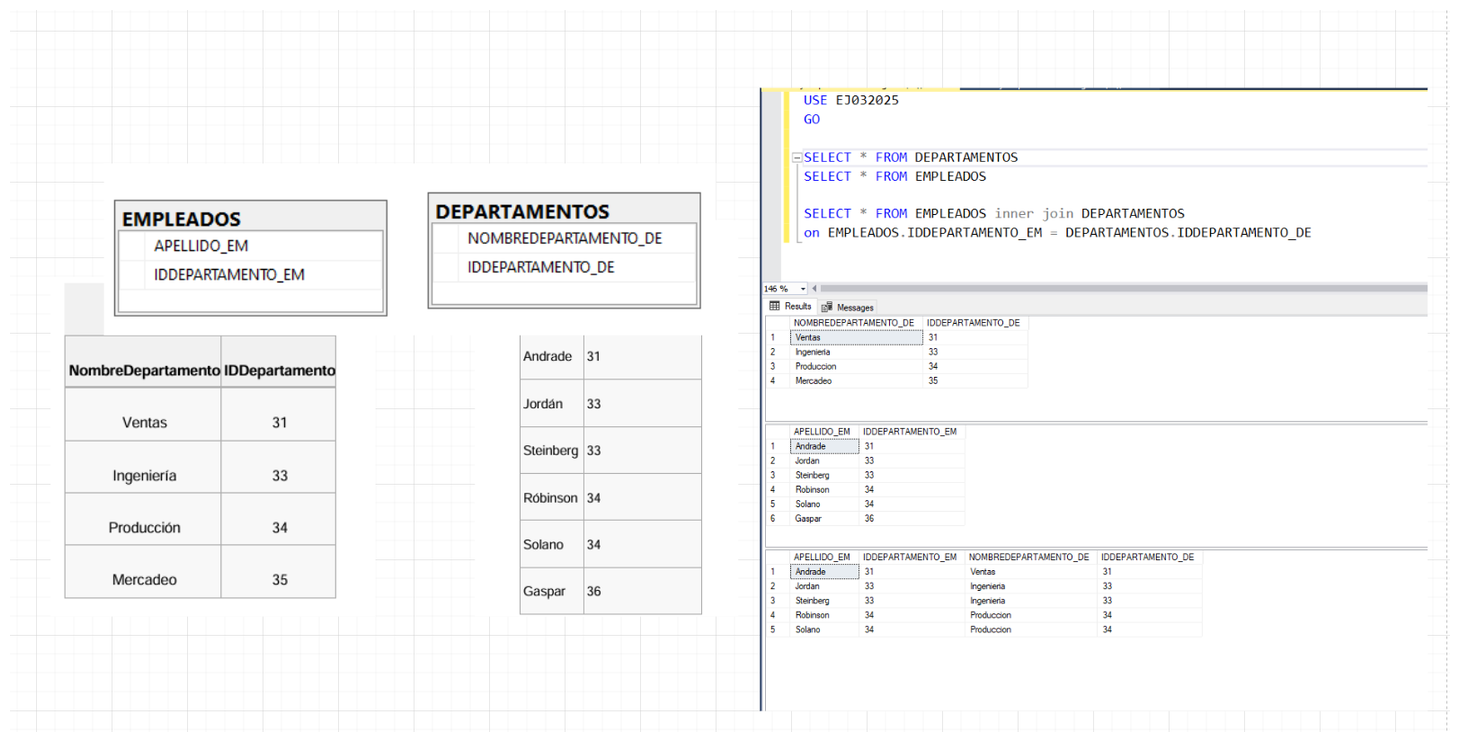 EMPLEADOS
APELLIDO_EM
IDDEPARTAMENTO_EM
DEPARTAMENTOS
NOMBREDEPARTAMENTO_DE
IDDEPARTAMENTO_DE
NombreDepartamento IDDepartamento
Ventas 31
Ingeniería 33
Producción 34
Mercadeo 35
Andrade 31
Jordán 33
Steinberg 33
Róbinson 34
Solano 34
Gaspar 36
USE EJ032025
GO
SELECT * FROM DEPARTAMENTOS
SELECT * FROM EMPLEADOS
SELECT * FROM EMPLEADOS inner join DEPARTAMENTOS
on EMPLEADOS.IDDEPARTAMENTO_EM = DEPARTAMENTOS.IDDEPARTAMENTO_DE
146 %
Results Messages
NOMBREDEPARTAMENTO_DE IDDEPARTAMENTO_DE
1 Ventas 31
2 Ingenieria 33
3 Produccion 34
4 Mercadeo 35
APELLIDO_EM IDDEPARTAMENTO_EM
1 Andrade 31
2 Jordan 33
3 Steinberg 33
4 Robinson 34
5 Solano 34
6 Gaspar 36
APELLIDO_EM IDDEPARTAMENTO_EM NOMBREDEPARTAMENTO_DE IDDEPARTAMENTO_DE
1 Andrade 31 Ventas 31
2 Jordan 33 Ingenieria 33
3 Steinberg 33 Ingenieria 33
4 Robinson 34 Produccion 34
5 Solano 34 Produccion 34